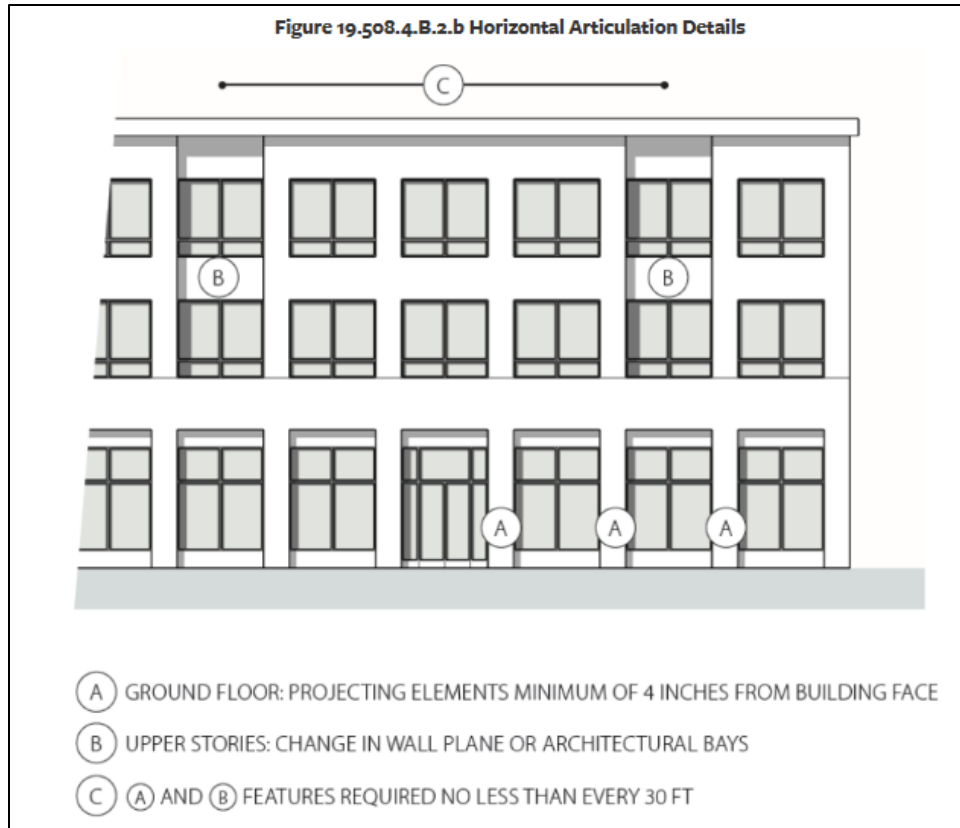 Figure 19.508.4.B.2.b Horizontal Articulation Details
C
B B
A A A
A GROUND FLOOR: PROJECTING ELEMENTS MINIMUM OF 4 INCHES FROM BUILDING FACE
B UPPER STORIES: CHANGE IN WALL PLANE OR ARCHITECTURAL BAYS
C A AND B FEATURES REQUIRED NO LESS THAN EVERY 30 FT